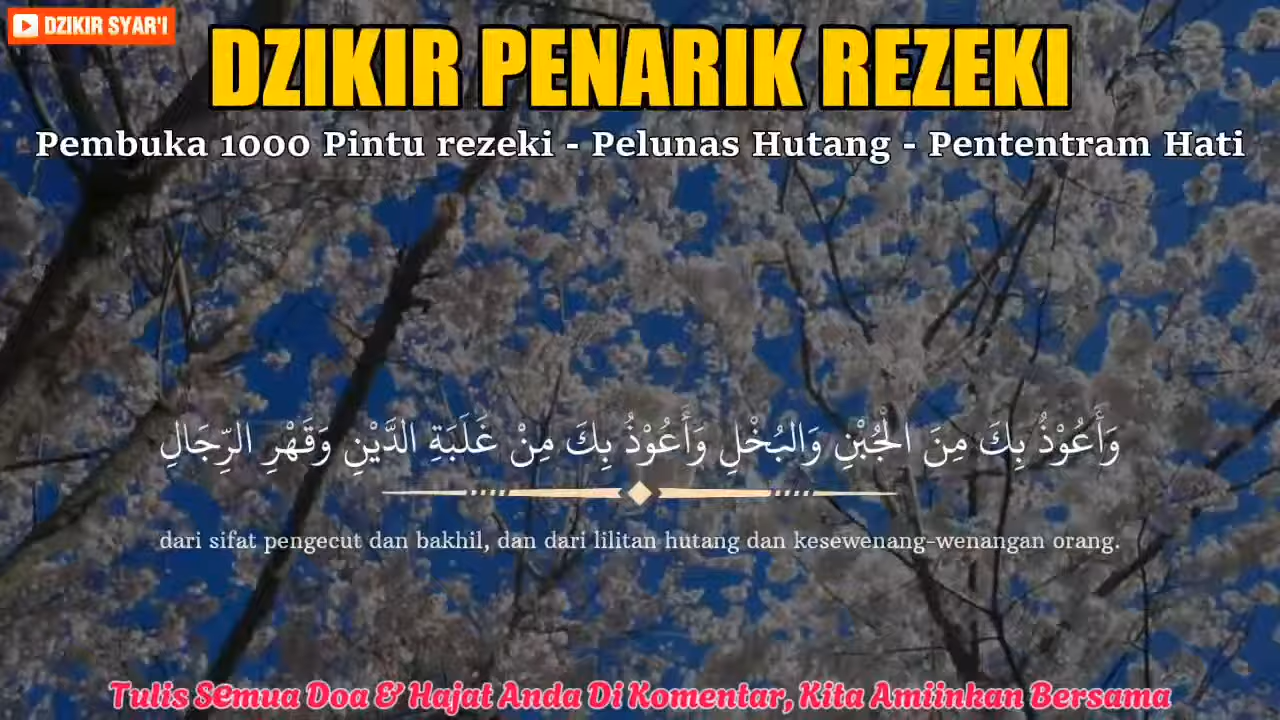 DZIKIR SYAR'I
DZIKIR PENARIK REZEKI
Pembuka 1000 Pintu rezeki - Pelunas Hutang - Pententram Hati
وَأَعُوْذُ بِكَ مِنَ الْجُبْنِ وَالبُخْلِ وَأَعُوْذُ بِكَ مِنْ غَلَبَةِ الدَّيْنِ وَقَهْرِ الرِّجَالِ
dari sifat pengecut dan bakhil, dan dari lilitan hutang dan kesewenang-wenangan orang.
Tulis Semua Doa & Hajat Anda Di Komentar, Kita Amiinkan Bersama